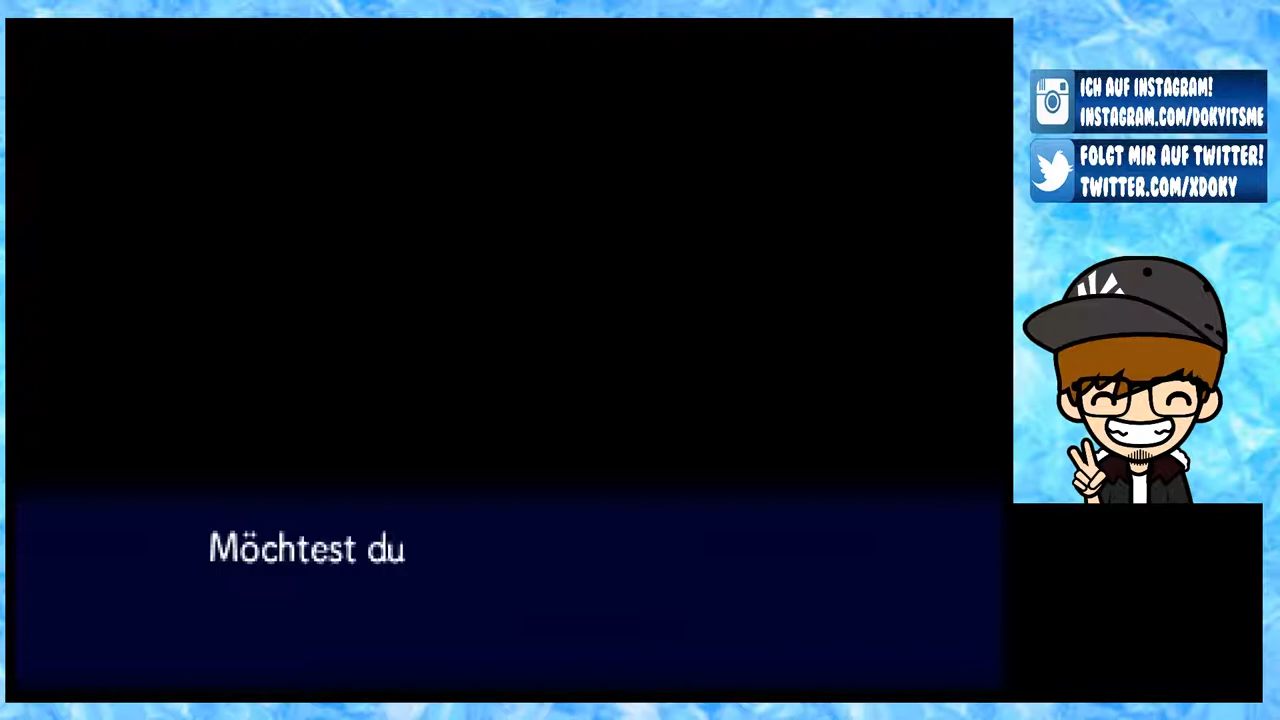 ICH AUF INSTAGRAM!
INSTAGRAM.COM/DOKYITSME
FOLGT MIR AUF TWITTER!
TWITTER.COM/XDOKY
Möchtest du